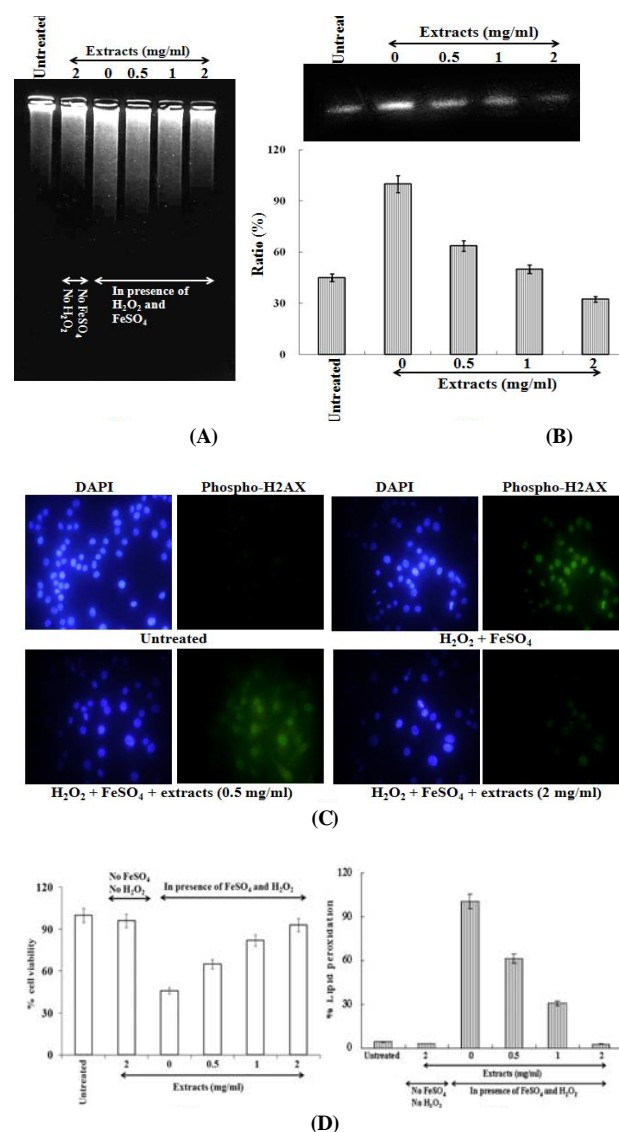 Untreated
Extracts (mg/ml)
2 0 0.5 1 2
No FeSO₄
No H₂O₂
In presence of
H₂O₂ and
FeSO₄
(A)
Untreat
Extracts (mg/ml)
0 0.5 1 2
Ratio (%)
120
90
60
30
0
Untreated
0 0.5 1 2
Extracts (mg/ml)
(B)
DAPI Phospho-H2AX DAPI Phospho-H2AX
Untreated H₂O₂ + FeSO₄
H₂O₂ + FeSO₄ + extracts (0.5 mg/ml) H₂O₂ + FeSO₄ + extracts (2 mg/ml)
(C)
No FeSO₄
No H₂O₂
In presence of FeSO₄ and H₂O₂
% cell viability
120
90
60
30
0
Untreated
2 0 0.5 1 2
Extracts (mg/ml)
% Lipid peroxidation
120
90
60
30
0
Untreated 2 0 0.5 1 2
Extracts (mg/ml)
No FeSO₄
No H₂O₂
In presence of FeSO₄ and H₂O₂
(D)